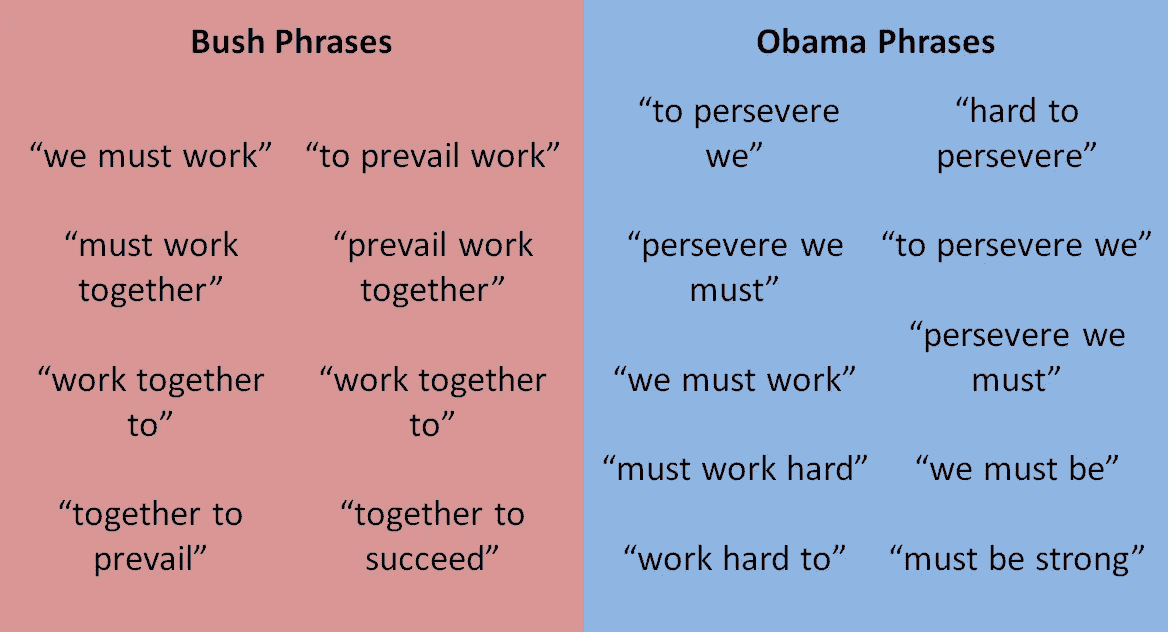 Bush Phrases
“we must work”
“must work
together”
“work together
to”
“together to
prevail”
“to prevail work”
“prevail work
together”
“work together
to”
“together to
succeed”
Obama Phrases
“to persevere
we”
“persevere we
must”
“we must work”
“must work hard”
“work hard to”
“hard to
persevere”
“to persevere we”
“persevere we
must”
“we must be”
“must be strong”